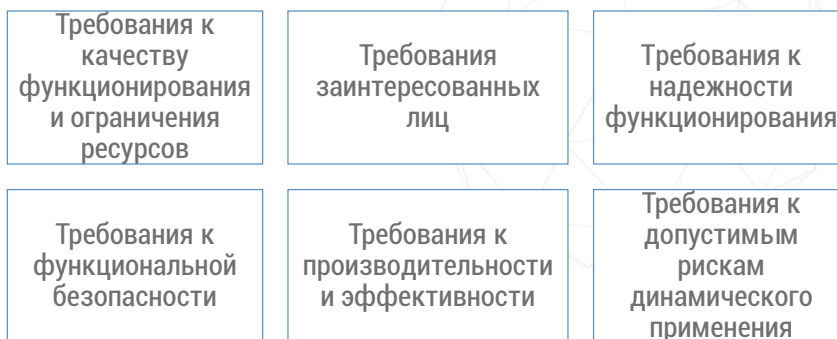 Требования к
качеству
функционирования
и ограничения
ресурсов
Требования
заинтересованных
лиц
Требования к
надежности
функционирования
Требования к
функциональной
безопасности
Требования к
производительности
и эффективности
Требования к
допустимым
рискам
динамического
применения